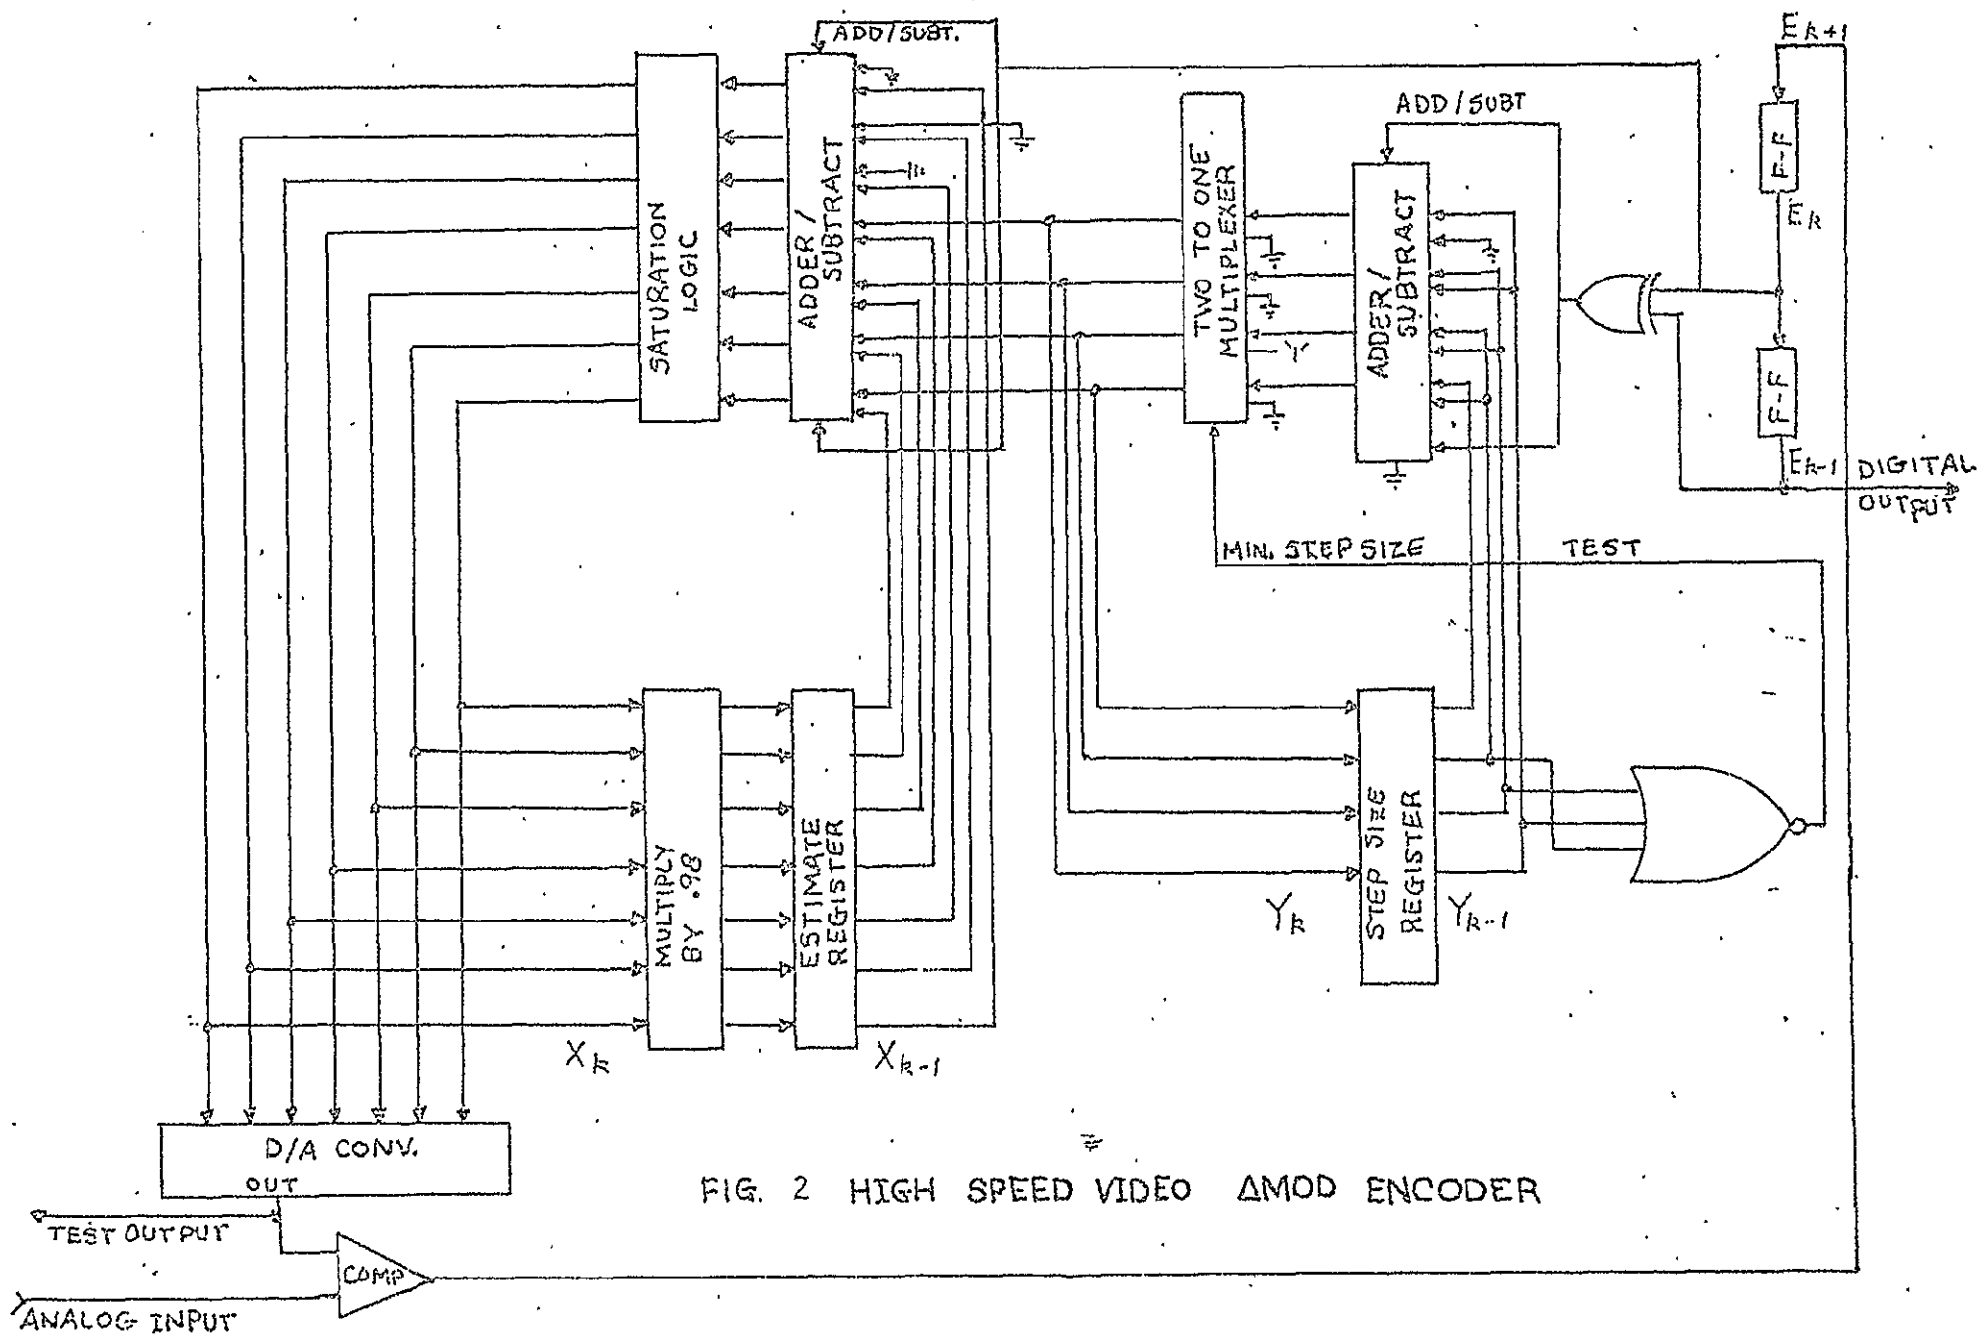 ADD/SUBT.
E k+1
ADD/SUBT
F-F
E k
SATURATION
LOGIC
ADDER/
SUBTRACT
TWO TO ONE
MULTIPLEXER
'1'
ADDER/
SUBTRACT
F-F
E k-1
DIGITAL
OUTPUT
MIN. STEP SIZE TEST
MULTIPLY
BY .98
ESTIMATE
REGISTER
STEP SIZE
REGISTER
Y k
Y k-1
X k
X k-1
D/A CONV.
OUT
FIG. 2 HIGH SPEED VIDEO ΔMOD ENCODER
TEST OUTPUT
COMP
ANALOG INPUT